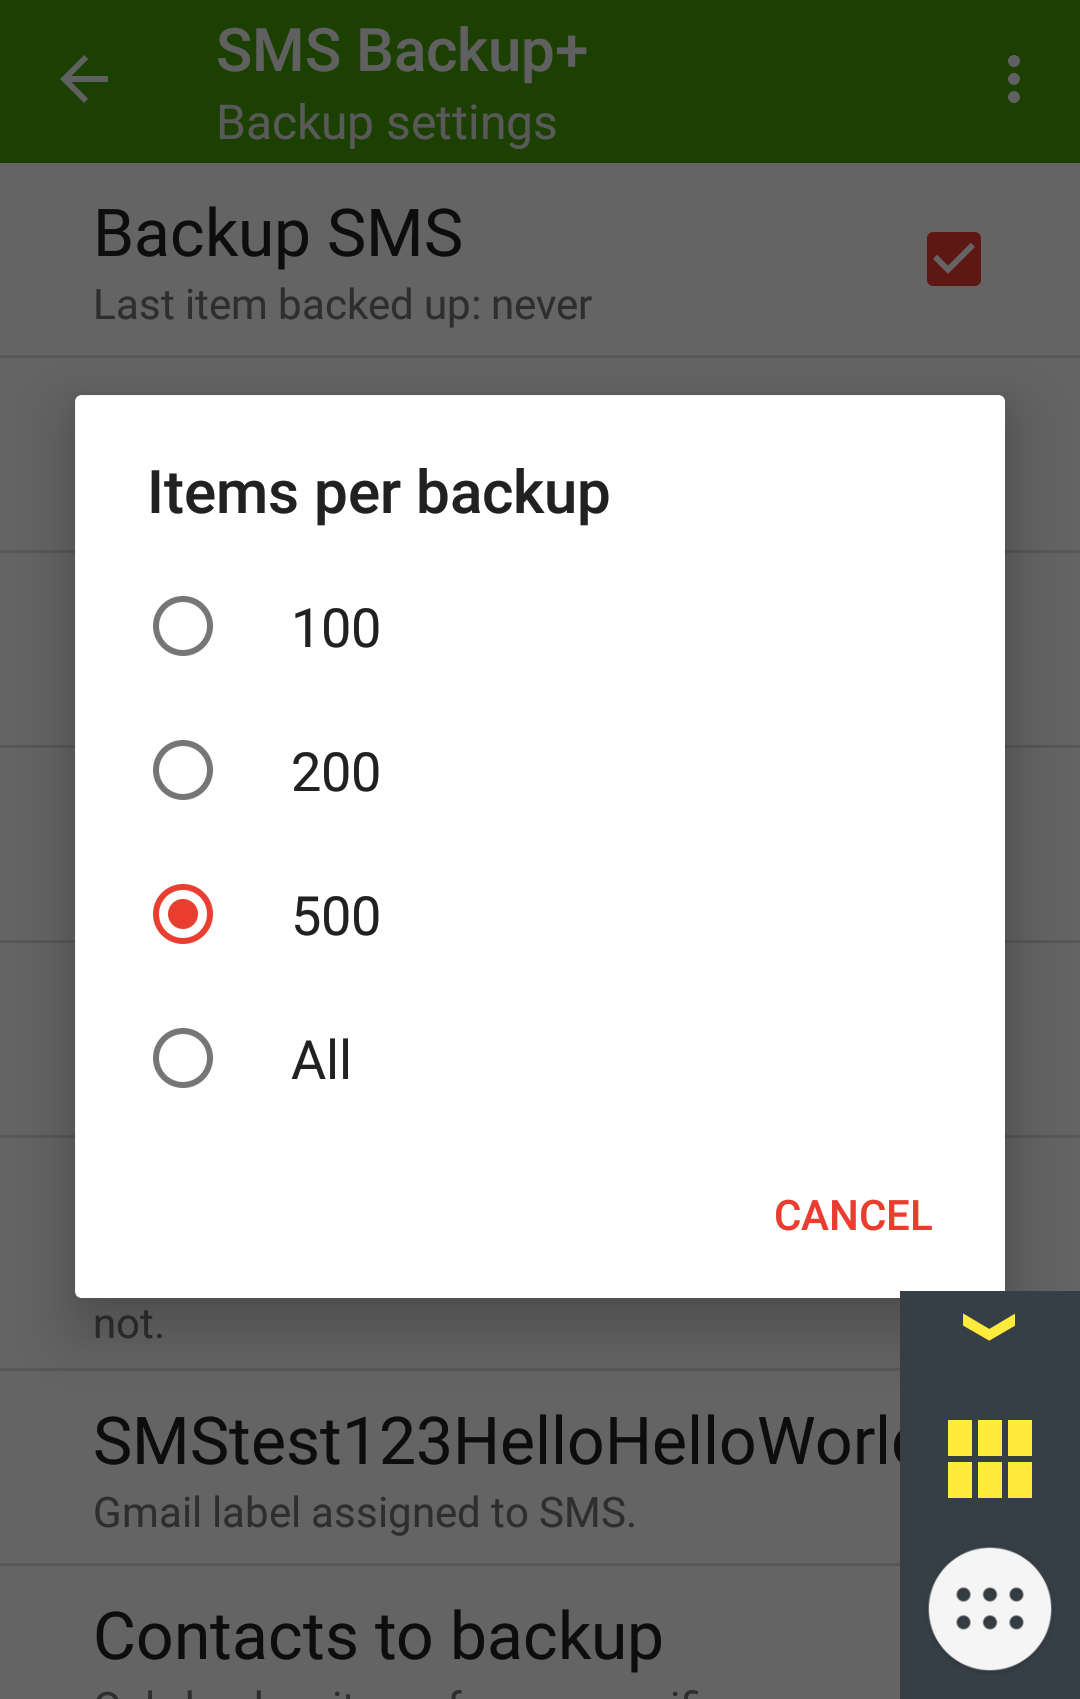 SMS Backup+
Backup settings
Backup SMS
Last item backed up: never
Items per backup
100
200
500
All
CANCEL
not.
SMStest123HelloHelloWorl
Gmail label assigned to SMS.
Contacts to backup